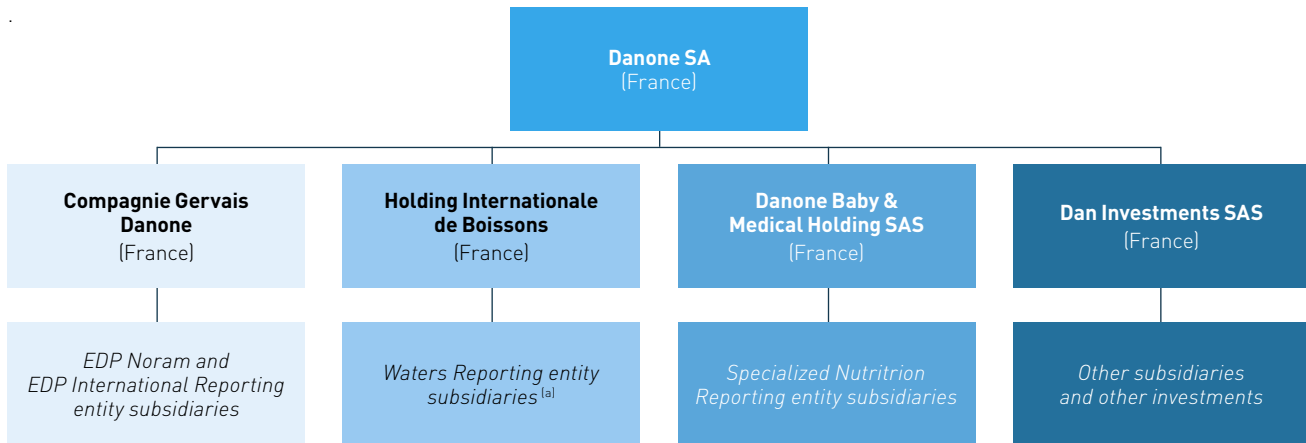 .
Danone SA
(France)
Compagnie Gervais
Danone
(France)
Holding Internationale
de Boissons
(France)
Danone Baby &
Medical Holding SAS
(France)
Dan Investments SAS
(France)
EDP Noram and
EDP International Reporting
entity subsidiaries
Waters Reporting entity
subsidiaries (a)
Specialized Nutritrion
Reporting entity subsidiaries
Other subsidiaries
and other investments